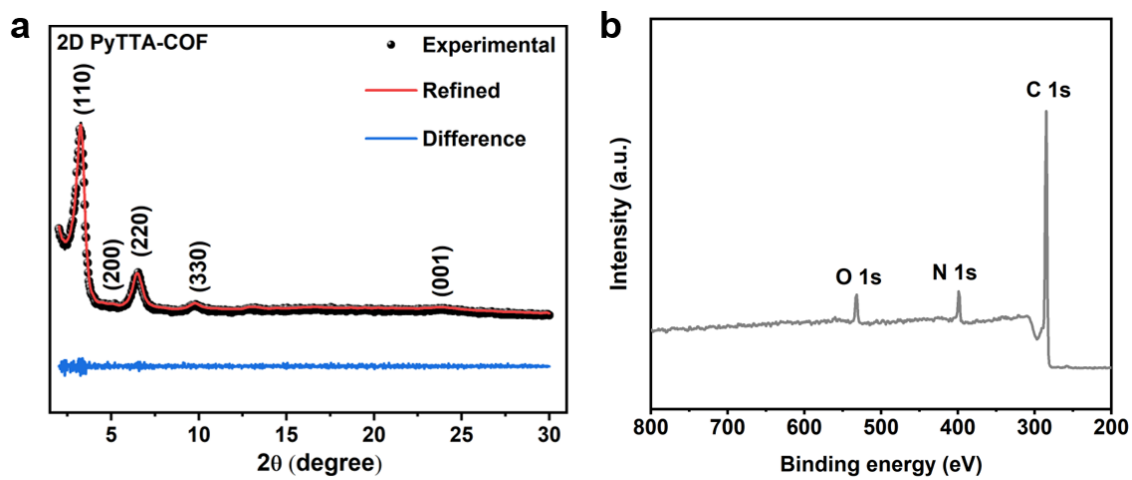 a
2D PyTTA-COF
Experimental
Refined
Difference
(110)
(200)
(220)
(330)
(001)
5 10 15 20 25 30
2θ (degree)
b
C 1s
O 1s
N 1s
Intensity (a.u.)
800 700 600 500 400 300 200
Binding energy (eV)